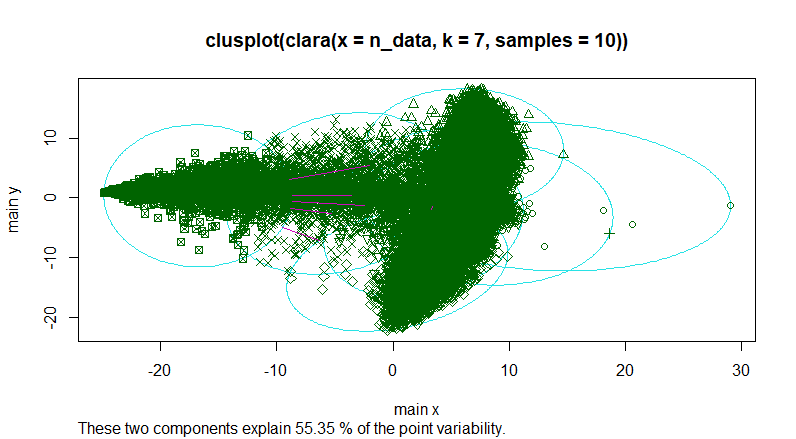 clusplot(clara(x = n_data, k = 7, samples = 10))
main y
10
0
-10
-20
-20
-10
0
10
20
30
main x
These two components explain 55.35 % of the point variability.